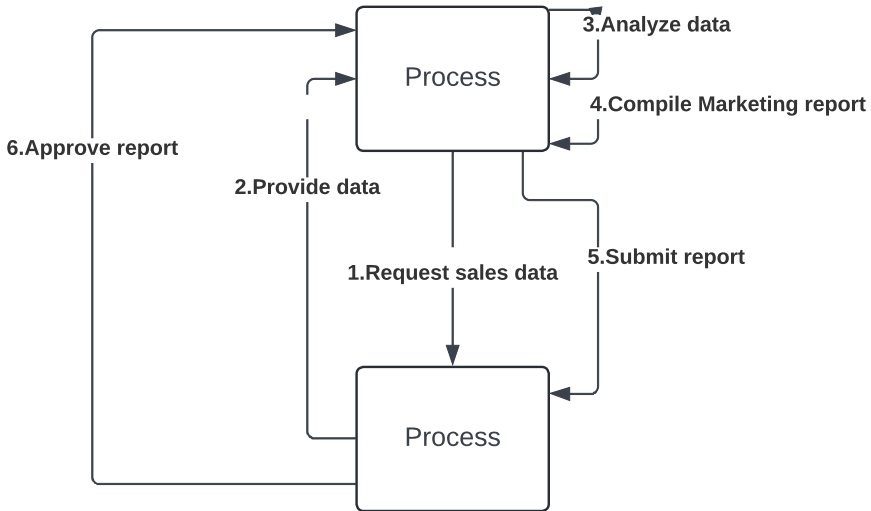 3.Analyze data
Process
4.Compile Marketing report
6.Approve report
2.Provide data
5.Submit report
1.Request sales data
Process